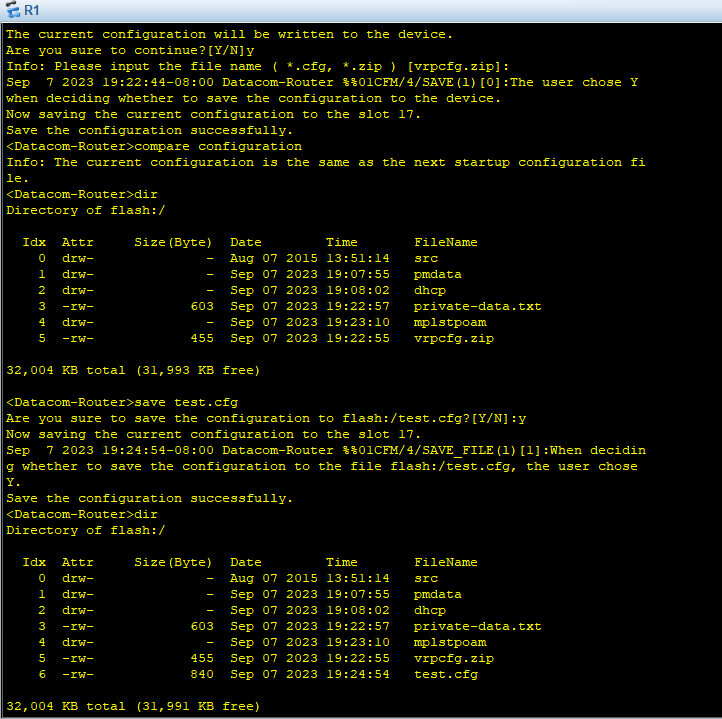 R1
The current configuration will be written to the device.
Are you sure to continue?[Y/N]y
Info: Please input the file name ( *.cfg, *.zip ) [vrpcfg.zip]:
Sep  7 2023 19:22:44-08:00 Datacom-Router %%01CFM/4/SAVE(l)[0]:The user chose Y
when deciding whether to save the configuration to the device.
Now saving the current configuration to the slot 17.
Save the configuration successfully.
<Datacom-Router>compare configuration
Info: The current configuration is the same as the next startup configuration fi
le.
<Datacom-Router>dir
Directory of flash:/
  Idx  Attr     Size(Byte)  Date        Time       FileName
    0  drw-              -  Aug 07 2015 13:51:14   src
    1  drw-              -  Sep 07 2023 19:07:55   pmdata
    2  drw-              -  Sep 07 2023 19:08:02   dhcp
    3  -rw-            603  Sep 07 2023 19:22:57   private-data.txt
    4  drw-              -  Sep 07 2023 19:23:10   mplstpoam
    5  -rw-            455  Sep 07 2023 19:22:55   vrpcfg.zip
32,004 KB total (31,993 KB free)
<Datacom-Router>save test.cfg
Are you sure to save the configuration to flash:/test.cfg?[Y/N]:y
Now saving the current configuration to the slot 17.
Sep  7 2023 19:24:54-08:00 Datacom-Router %%01CFM/4/SAVE_FILE(l)[1]:When decidin
g whether to save the configuration to the file flash:/test.cfg, the user chose
Y.
Save the configuration successfully.
<Datacom-Router>dir
Directory of flash:/
  Idx  Attr     Size(Byte)  Date        Time       FileName
    0  drw-              -  Aug 07 2015 13:51:14   src
    1  drw-              -  Sep 07 2023 19:07:55   pmdata
    2  drw-              -  Sep 07 2023 19:08:02   dhcp
    3  -rw-            603  Sep 07 2023 19:22:57   private-data.txt
    4  drw-              -  Sep 07 2023 19:23:10   mplstpoam
    5  -rw-            455  Sep 07 2023 19:22:55   vrpcfg.zip
    6  -rw-            840  Sep 07 2023 19:24:54   test.cfg
32,004 KB total (31,991 KB free)